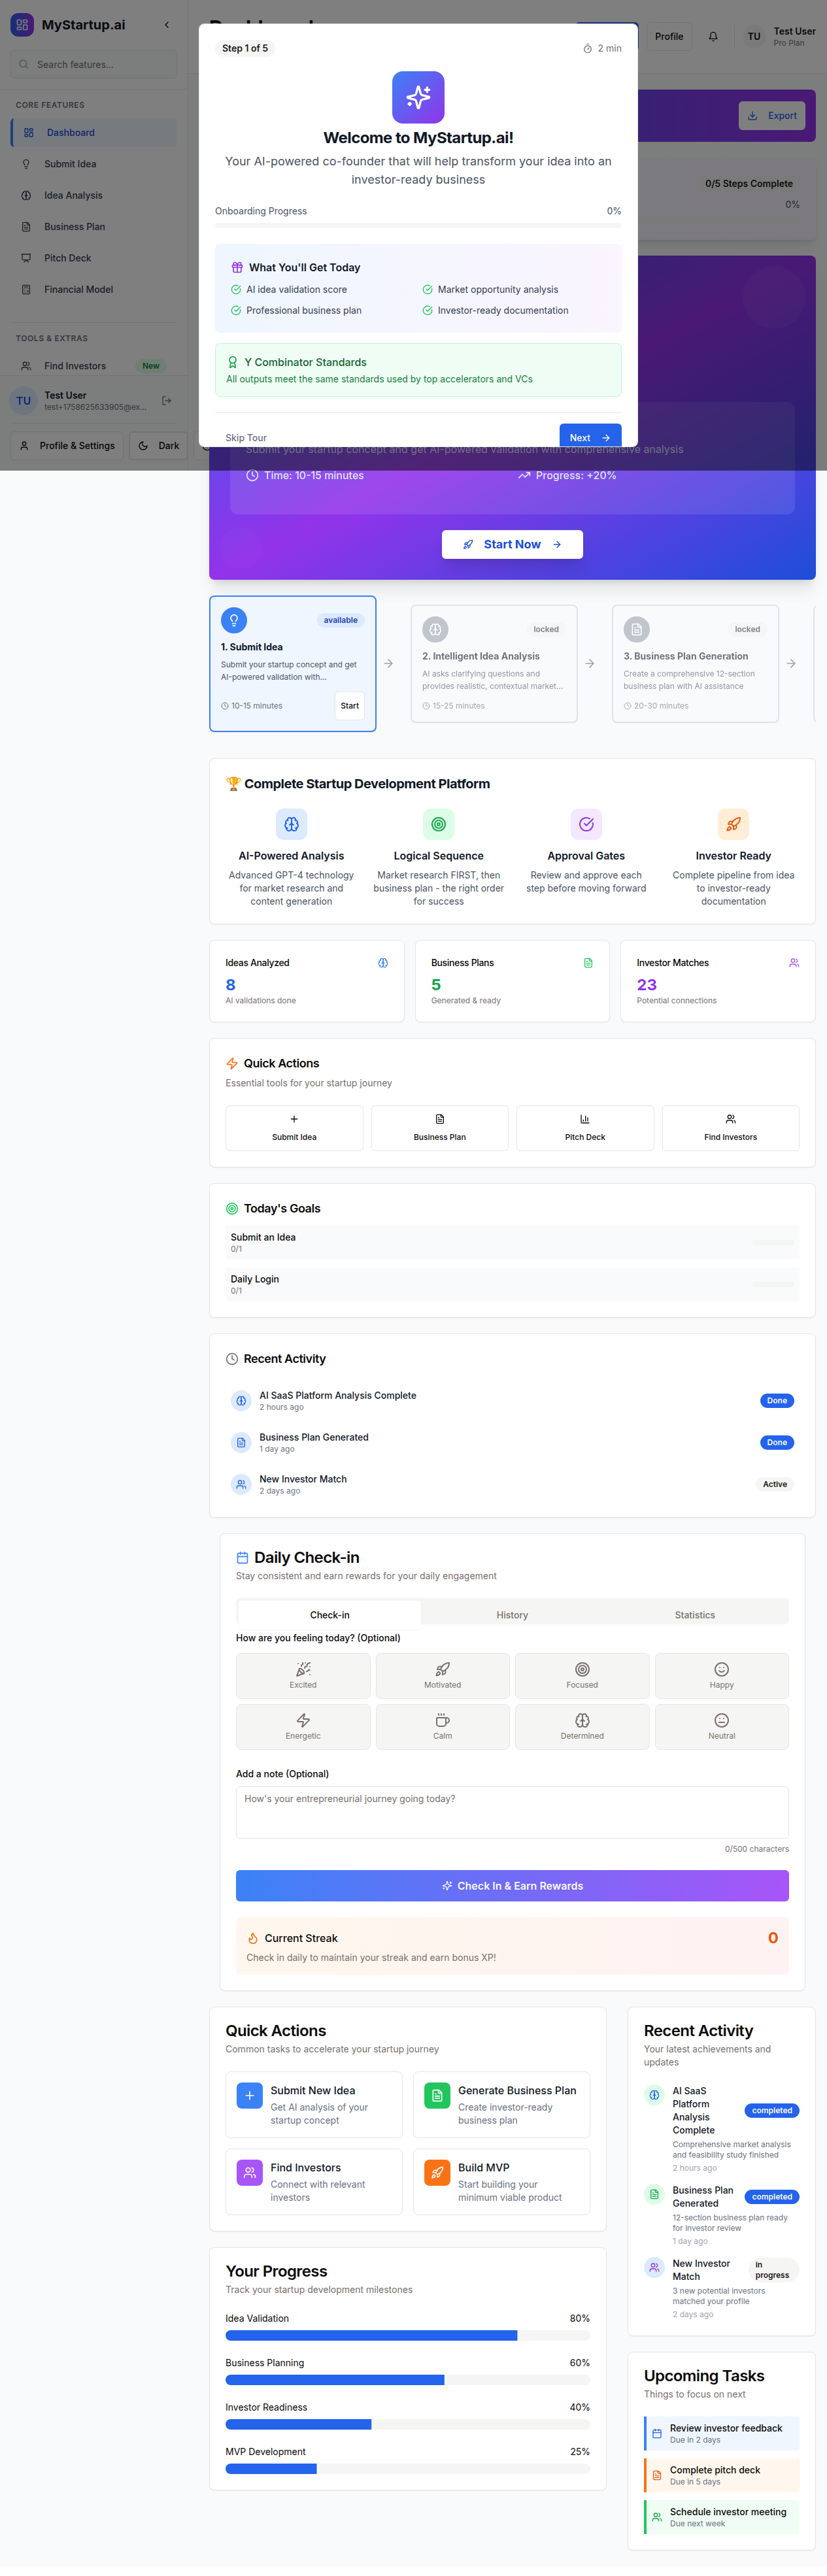 MyStartup.ai
Search features...
CORE FEATURES
Dashboard
Submit Idea
Idea Analysis
Business Plan
Pitch Deck
Financial Model
TOOLS & EXTRAS
Find Investors
New
TU
Test User
test+1758625633905@ex...
Profile & Settings
Dark
Profile
TU
Test User
Pro Plan
Export
0/5 Steps Complete
0%
Step 1 of 5
2 min
Welcome to MyStartup.ai!
Your AI-powered co-founder that will help transform your idea into an
investor-ready business
Onboarding Progress
0%
What You'll Get Today
AI idea validation score
Market opportunity analysis
Professional business plan
Investor-ready documentation
Y Combinator Standards
All outputs meet the same standards used by top accelerators and VCs
Skip Tour
Next
Submit your startup concept and get AI-powered validation with comprehensive analysis
Time: 10-15 minutes
Progress: +20%
Start Now
available
1. Submit Idea
Submit your startup concept and get
AI-powered validation with...
10-15 minutes
Start
locked
2. Intelligent Idea Analysis
AI asks clarifying questions and
provides realistic, contextual market...
15-25 minutes
locked
3. Business Plan Generation
Create a comprehensive 12-section
business plan with AI assistance
20-30 minutes
🏆 Complete Startup Development Platform
AI-Powered Analysis
Advanced GPT-4 technology
for market research and
content generation
Logical Sequence
Market research FIRST, then
business plan - the right order
for success
Approval Gates
Review and approve each
step before moving forward
Investor Ready
Complete pipeline from idea
to investor-ready
documentation
Ideas Analyzed
8
AI validations done
Business Plans
5
Generated & ready
Investor Matches
23
Potential connections
Quick Actions
Essential tools for your startup journey
Submit Idea
Business Plan
Pitch Deck
Find Investors
Today's Goals
Submit an Idea
0/1
Daily Login
0/1
Recent Activity
AI SaaS Platform Analysis Complete
2 hours ago
Done
Business Plan Generated
1 day ago
Done
New Investor Match
2 days ago
Active
Daily Check-in
Stay consistent and earn rewards for your daily engagement
Check-in
History
Statistics
How are you feeling today? (Optional)
Excited
Motivated
Focused
Happy
Energetic
Calm
Determined
Neutral
Add a note (Optional)
How's your entrepreneurial journey going today?
0/500 characters
Check In & Earn Rewards
Current Streak
0
Check in daily to maintain your streak and earn bonus XP!
Quick Actions
Common tasks to accelerate your startup journey
Submit New Idea
Get AI analysis of your
startup concept
Generate Business Plan
Create investor-ready
business plan
Find Investors
Connect with relevant
investors
Build MVP
Start building your
minimum viable product
Your Progress
Track your startup development milestones
Idea Validation
80%
Business Planning
60%
Investor Readiness
40%
MVP Development
25%
Recent Activity
Your latest achievements and
updates
AI SaaS
Platform
Analysis
Complete
completed
Comprehensive market analysis
and feasibility study finished
2 hours ago
Business Plan
Generated
completed
12-section business plan ready
for investor review
1 day ago
New Investor
Match
in
progress
3 new potential investors
matched your profile
2 days ago
Upcoming Tasks
Things to focus on next
Review investor feedback
Due in 2 days
Complete pitch deck
Due in 5 days
Schedule investor meeting
Due next week